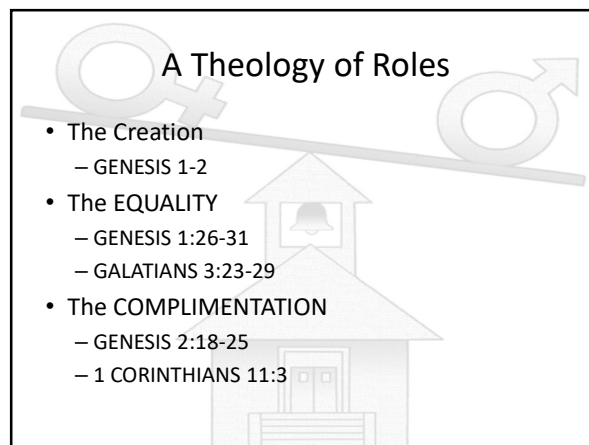 A Theology of Roles
• The Creation
– GENESIS 1-2
• The EQUALITY
– GENESIS 1:26-31
– GALATIANS 3:23-29
• The COMPLIMENTATION
– GENESIS 2:18-25
– 1 CORINTHIANS 11:3